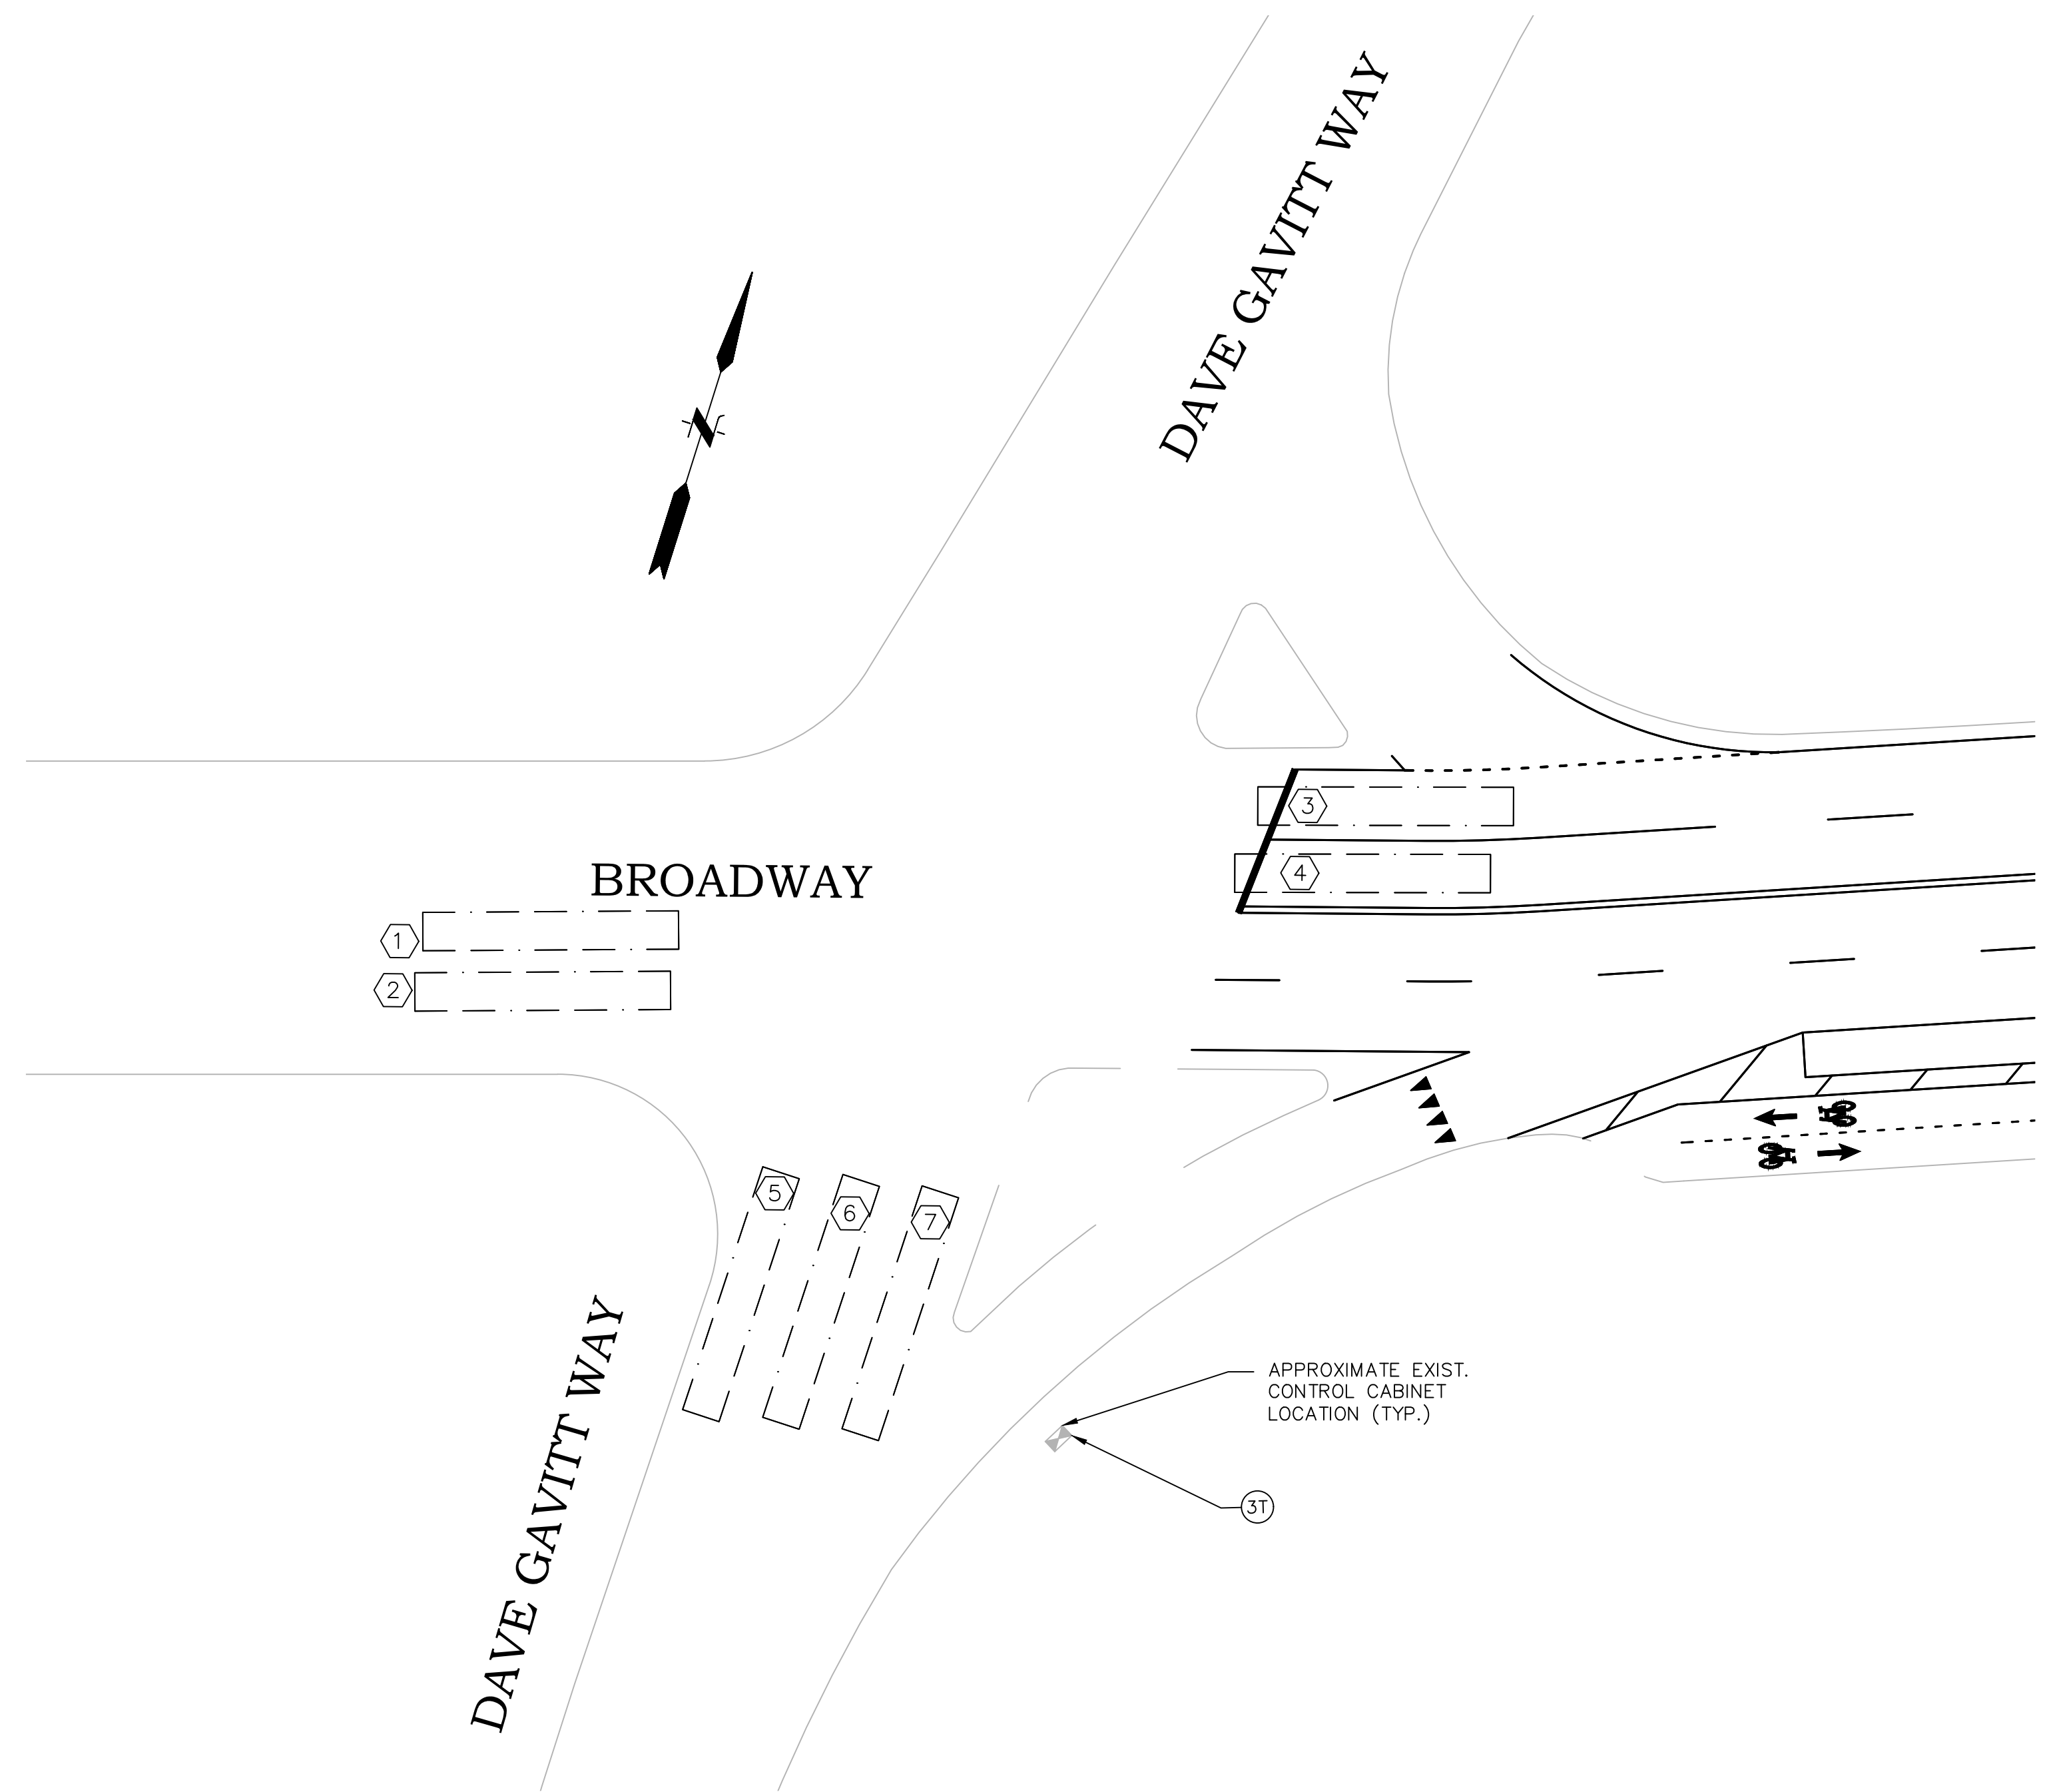 DAVE GAVITT WAY
N
3
4
BROADWAY
1
2
5
6
7
DAVE GAVITT WAY
APPROXIMATE EXIST.
CONTROL CABINET
LOCATION (TYP.)
3T